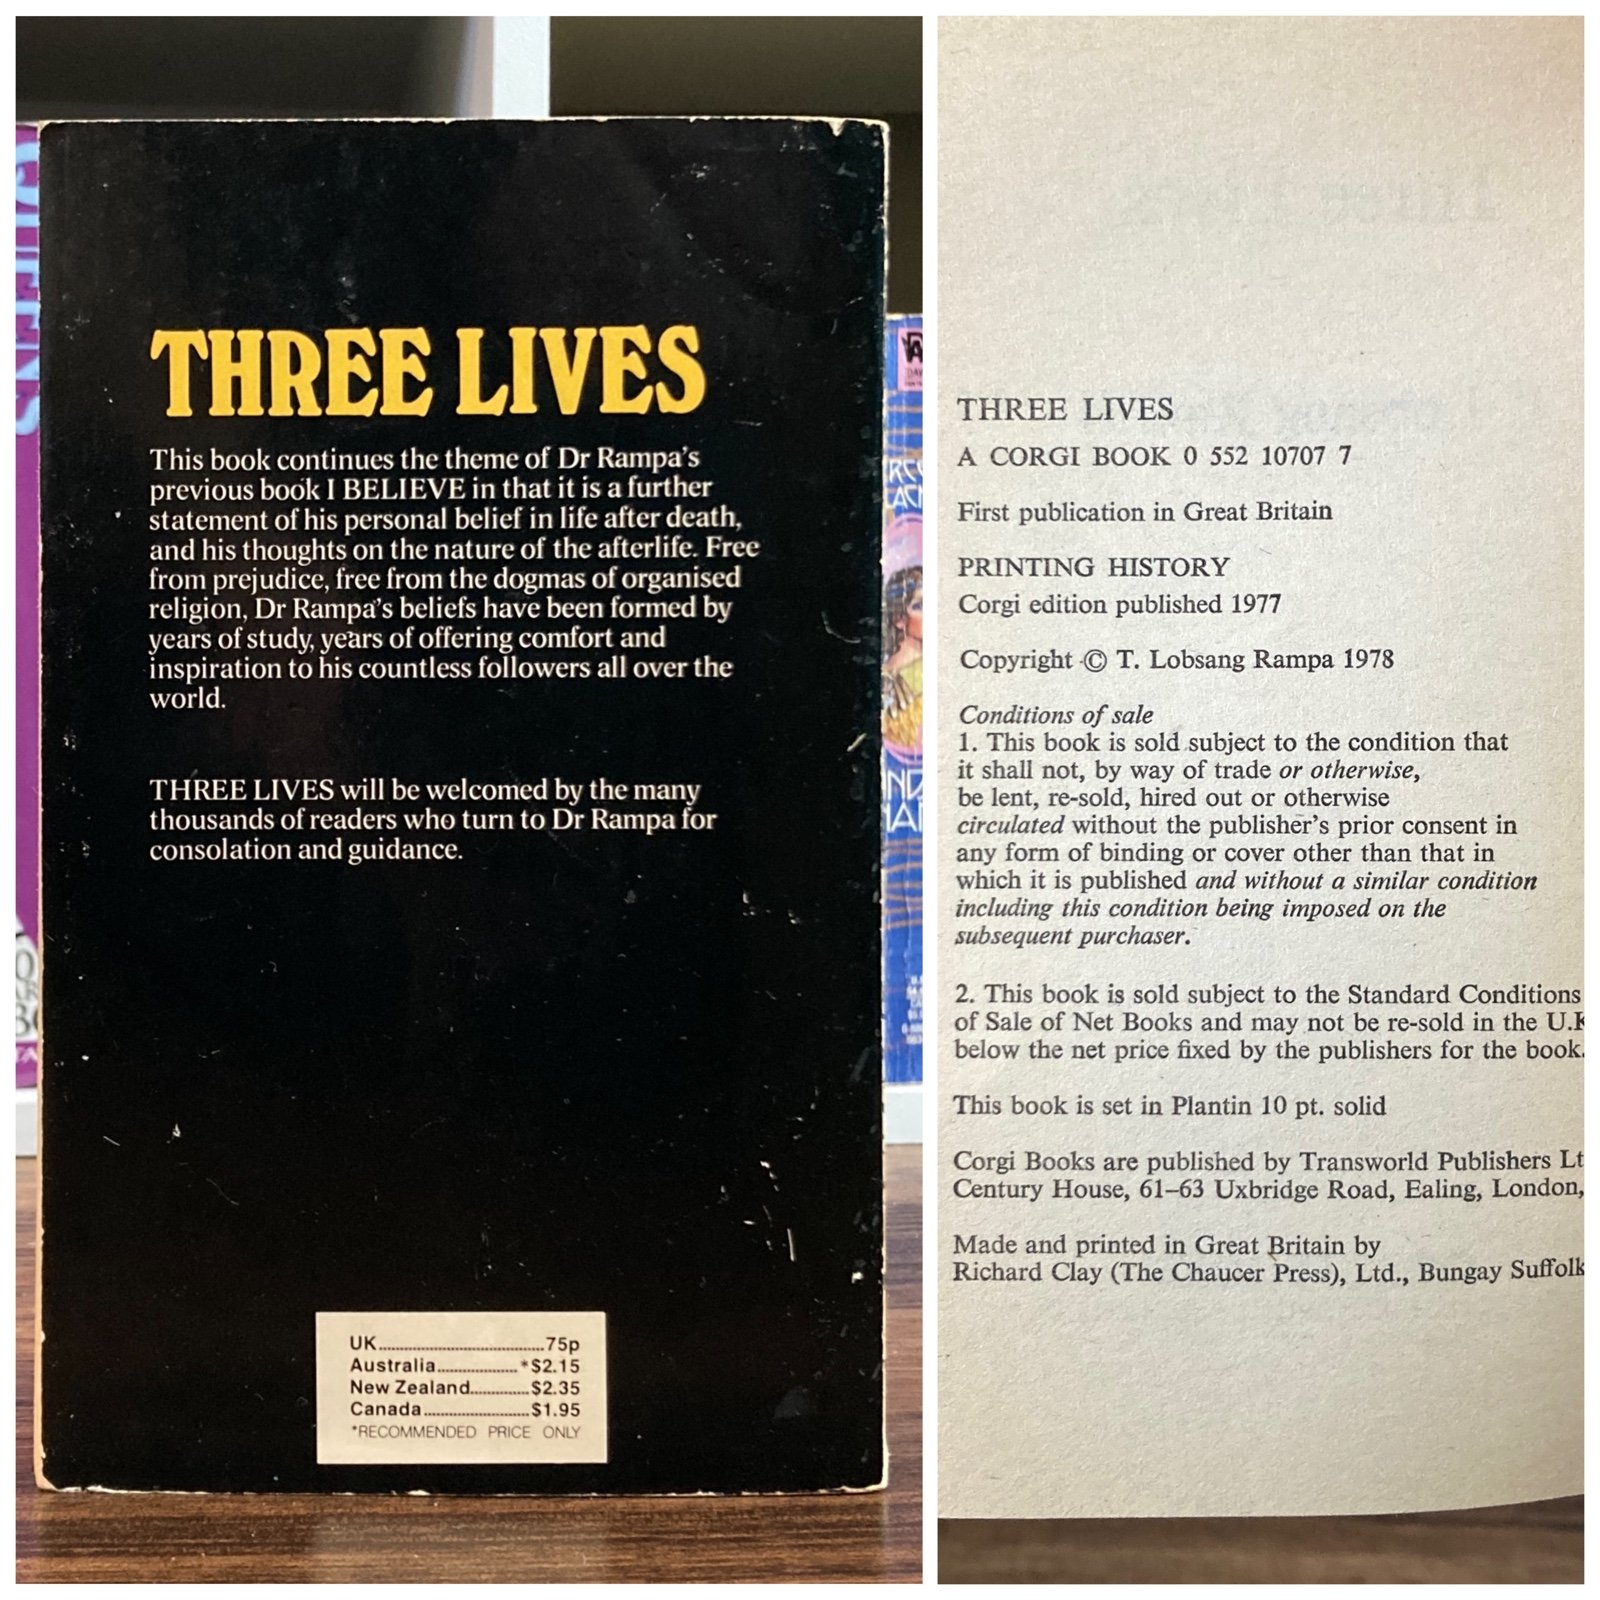 THREE LIVES
This book continues the theme of Dr Rampa's
previous book I BELIEVE in that it is a further
statement of his personal belief in life after death,
and his thoughts on the nature of the afterlife. Free
from prejudice, free from the dogmas of organised
religion, Dr Rampa's beliefs have been formed by
years of study, years of offering comfort and
inspiration to his countless followers all over the
world.
THREE LIVES will be welcomed by the many
thousands of readers who turn to Dr Rampa for
consolation and guidance.
UK..............................75p
Australia.................*$2.15
New Zealand............$2.35
Canada......................$1.95
*RECOMMENDED PRICE ONLY
THREE LIVES
A CORGI BOOK 0 552 10707 7
First publication in Great Britain
PRINTING HISTORY
Corgi edition published 1977
Copyright © T. Lobsang Rampa 1978
Conditions of sale
1. This book is sold subject to the condition that
it shall not, by way of trade or otherwise,
be lent, re-sold, hired out or otherwise
circulated without the publisher's prior consent in
any form of binding or cover other than that in
which it is published and without a similar condition
including this condition being imposed on the
subsequent purchaser.
2. This book is sold subject to the Standard Conditions
of Sale of Net Books and may not be re-sold in the U.K
below the net price fixed by the publishers for the book.
This book is set in Plantin 10 pt. solid
Corgi Books are published by Transworld Publishers Lt
Century House, 61–63 Uxbridge Road, Ealing, London,
Made and printed in Great Britain by
Richard Clay (The Chaucer Press), Ltd., Bungay Suffolk